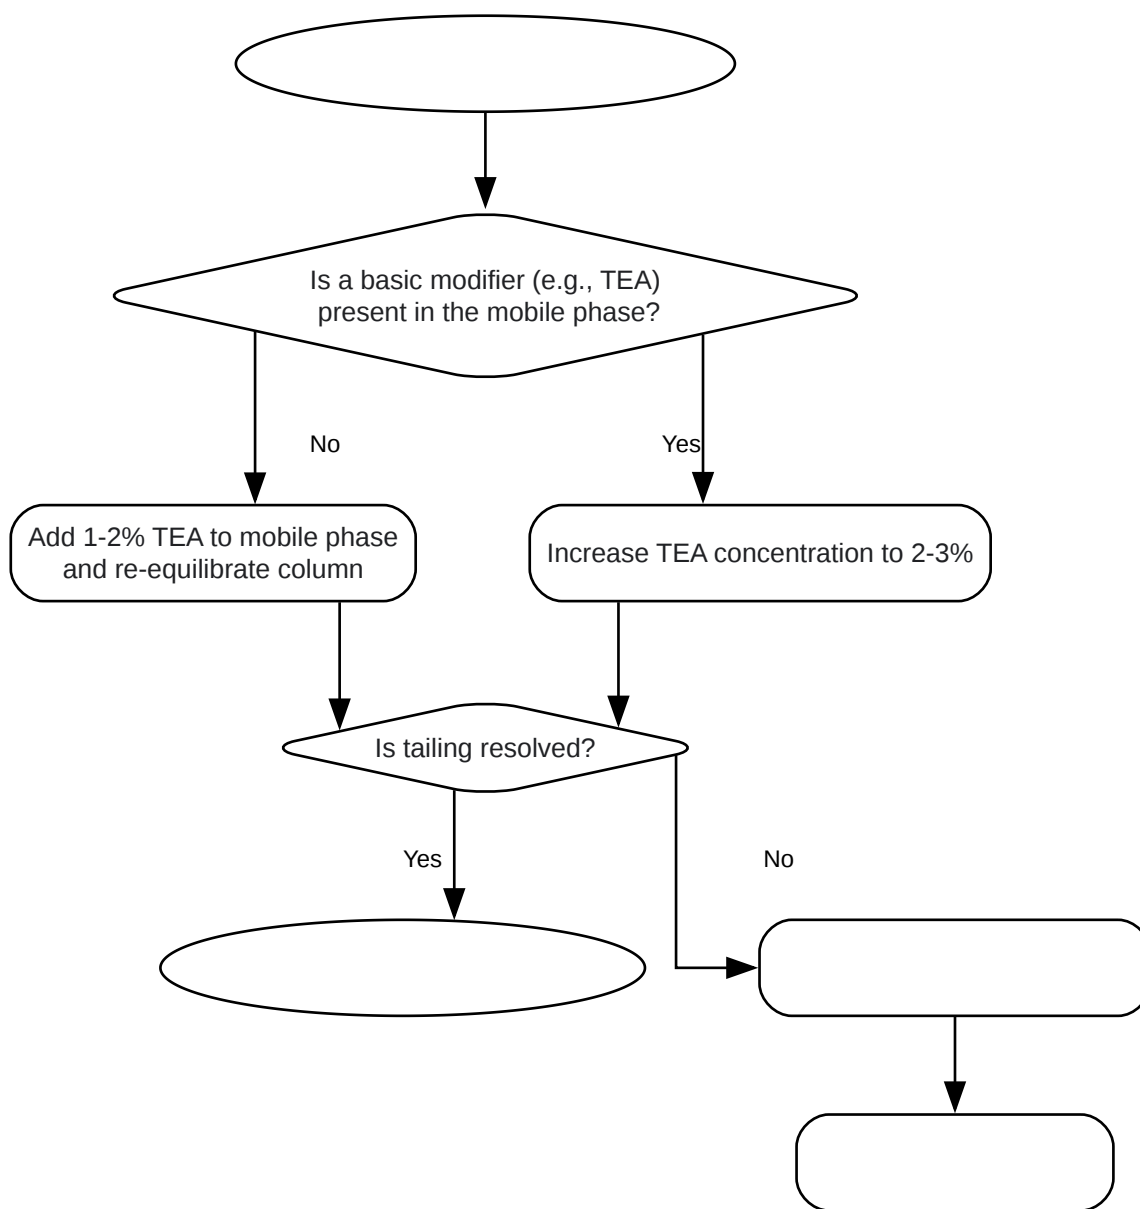 Is a basic modifier (e.g., TEA)
present in the mobile phase?
No
Yes
Add 1-2% TEA to mobile phase
and re-equilibrate column
Increase TEA concentration to 2-3%
Is tailing resolved?
Yes
No